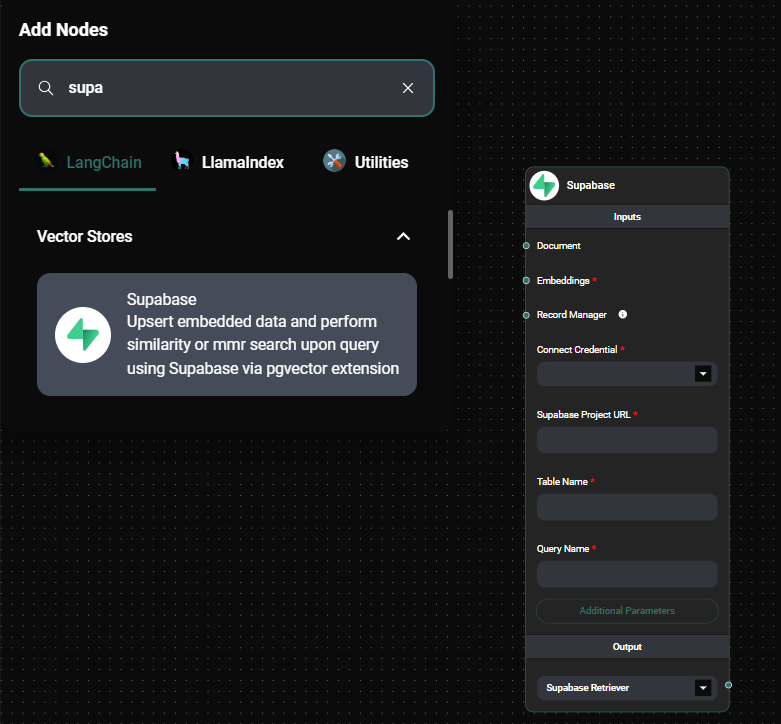 Add Nodes
supa
LangChain
LlamaIndex
Utilities
Vector Stores
Supabase
Upsert embedded data and perform
similarity or mmr search upon query
using Supabase via pgvector extension
Supabase
Inputs
Document
Embeddings *
Record Manager
Connect Credential *
Supabase Project URL *
Table Name *
Query Name *
Additional Parameters
Output
Supabase Retriever